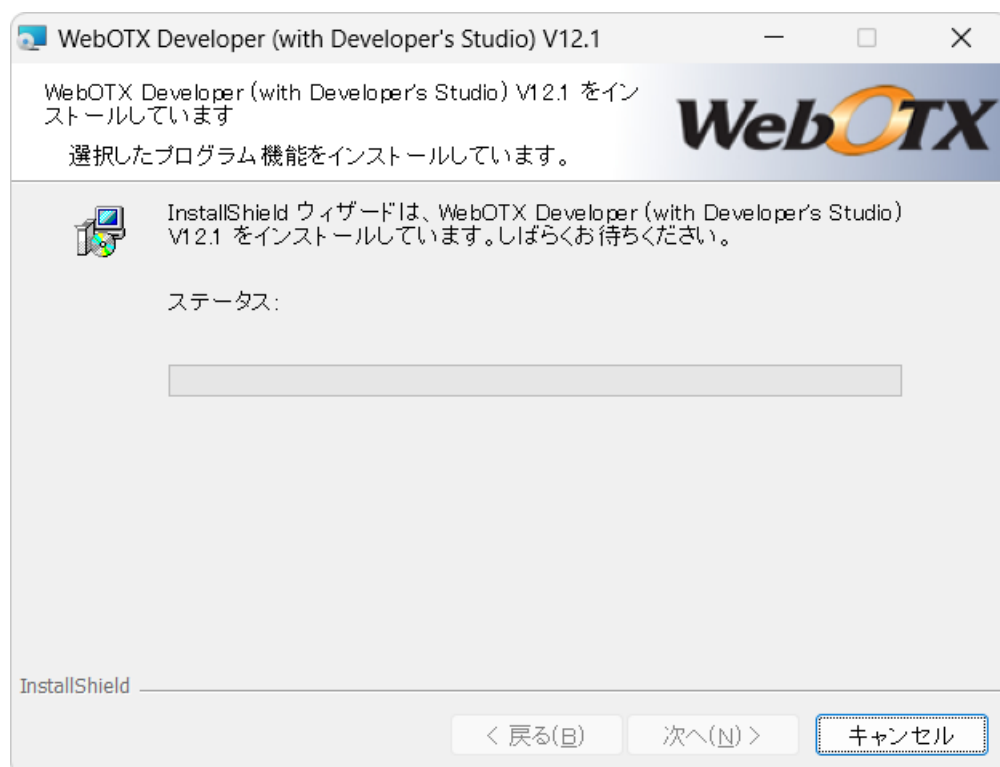 WebOTX Developer (with Developer's Studio) V12.1
WebOTX Developer (with Developer's Studio) V12.1 をイン
ストールしています
選択したプログラム機能をインストールしています。
WebOTX
InstallShield ウィザードは、WebOTX Developer (with Developer's Studio)
V12.1 をインストールしています。しばらくお待ちください。
ステータス:
InstallShield
< 戻る(B)
次へ(N) >
キャンセル